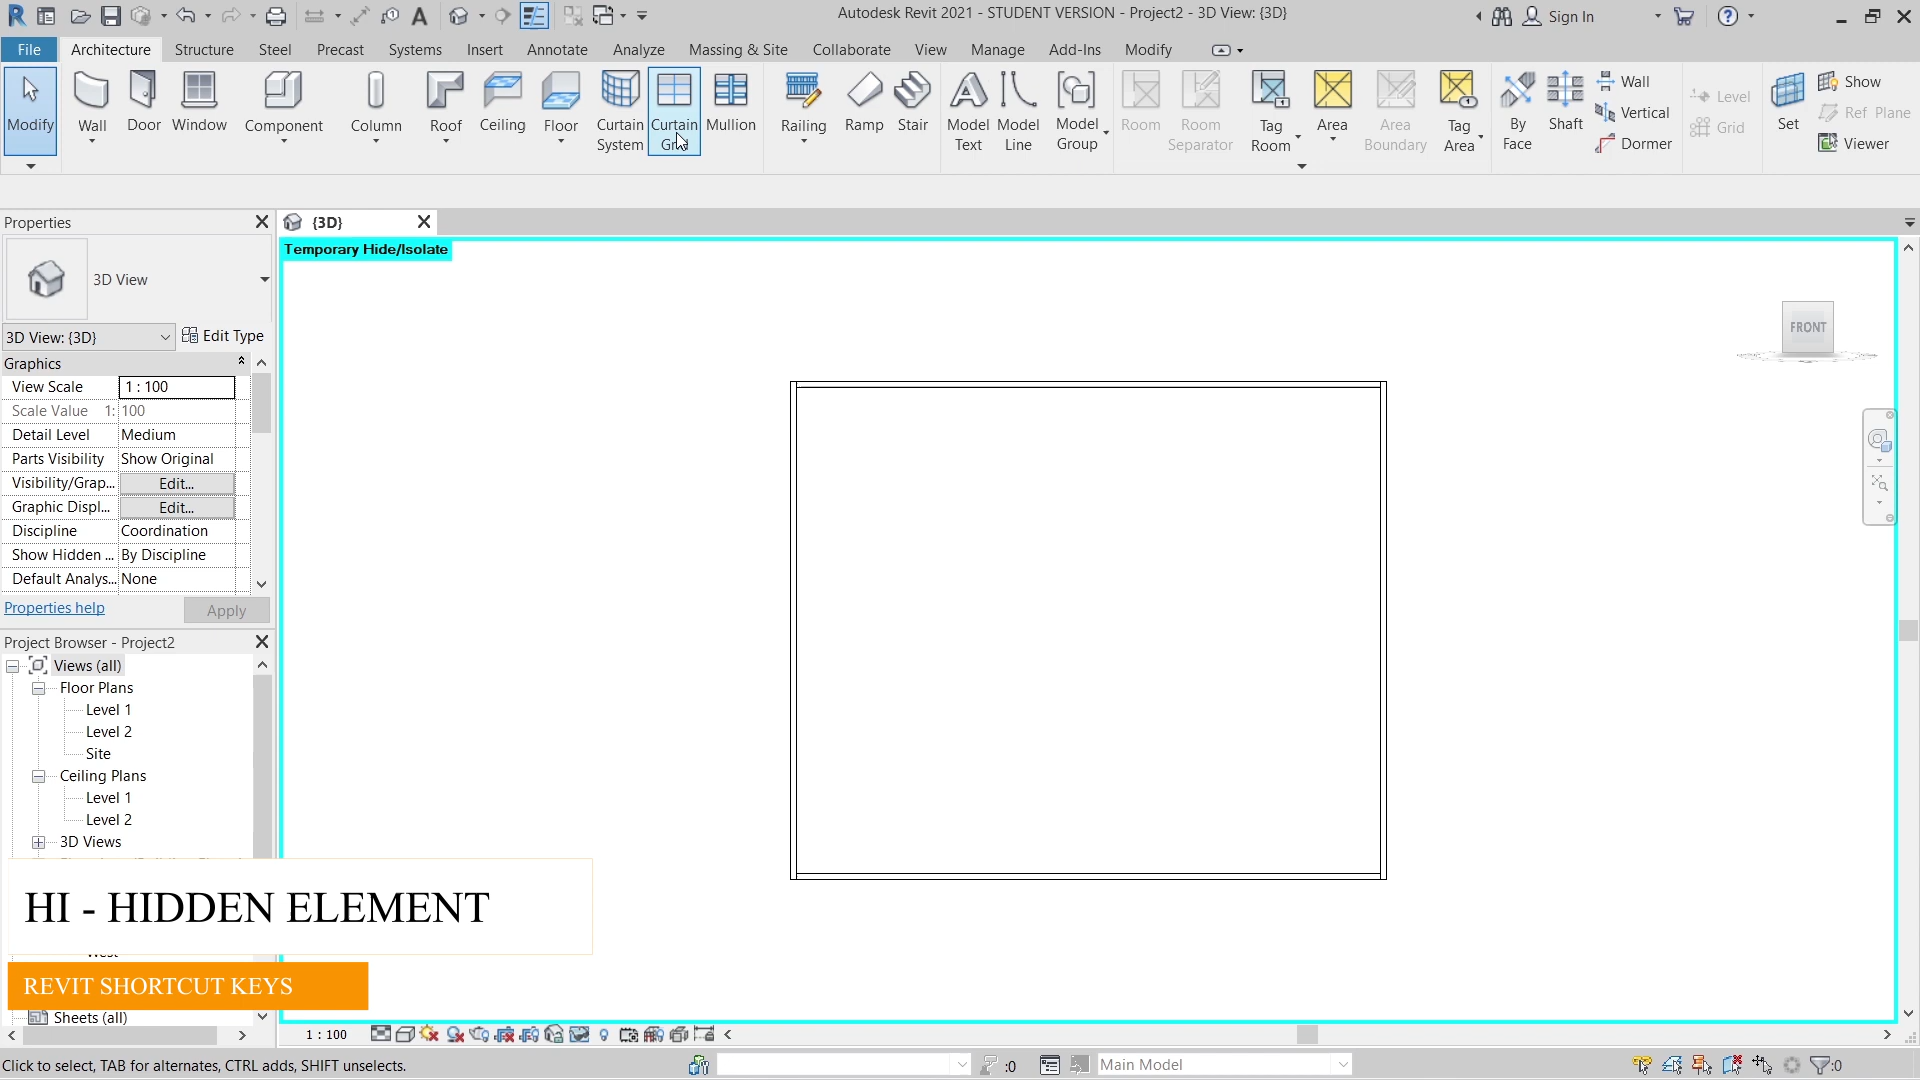 Autodesk Revit 2021 - STUDENT VERSION - Project2 - 3D View: {3D}
Sign In
File Architecture Structure Steel Precast Systems Insert Annotate Analyze Massing & Site Collaborate View Manage Add-Ins Modify
Modify
Wall
Door
Window
Component
Column
Roof
Ceiling
Floor
Curtain System
Curtain Grid
Mullion
Railing
Ramp
Stair
Model Text
Model Line
Model Group
Room
Room Separator
Tag Room
Area
Area Boundary
Tag Area
By Face
Shaft
Wall
Vertical
Dormer
Level
Grid
Set
Show
Ref Plane
Viewer
Properties
{3D}
Temporary Hide/Isolate
3D View
3D View: {3D}
Edit Type
Graphics
View Scale 1 : 100
Scale Value 1: 100
Detail Level Medium
Parts Visibility Show Original
Visibility/Grap... Edit...
Graphic Displ... Edit...
Discipline Coordination
Show Hidden ... By Discipline
Default Analys... None
Properties help
Apply
FRONT
Project Browser - Project2
Views (all)
Floor Plans
Level 1
Level 2
Site
Ceiling Plans
Level 1
Level 2
3D Views
HI - HIDDEN ELEMENT
REVIT SHORTCUT KEYS
Sheets (all)
1 : 100
Click to select, TAB for alternates, CTRL adds, SHIFT unselects.
:0
Main Model
:0